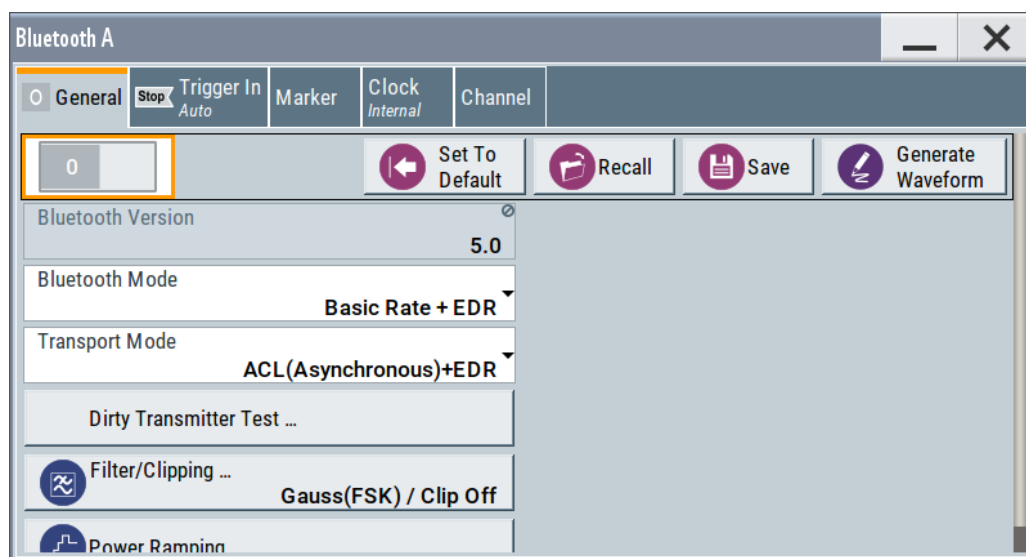 Bluetooth A
0 General
Stop Trigger In
Auto
Marker
Clock
Internal
Channel
0
Set To
Default
Recall
Save
Generate
Waveform
Bluetooth Version
5.0
Bluetooth Mode
Basic Rate + EDR
Transport Mode
ACL(Asynchronous)+EDR
Dirty Transmitter Test ...
Filter/Clipping ...
Gauss(FSK) / Clip Off
Power Ramping